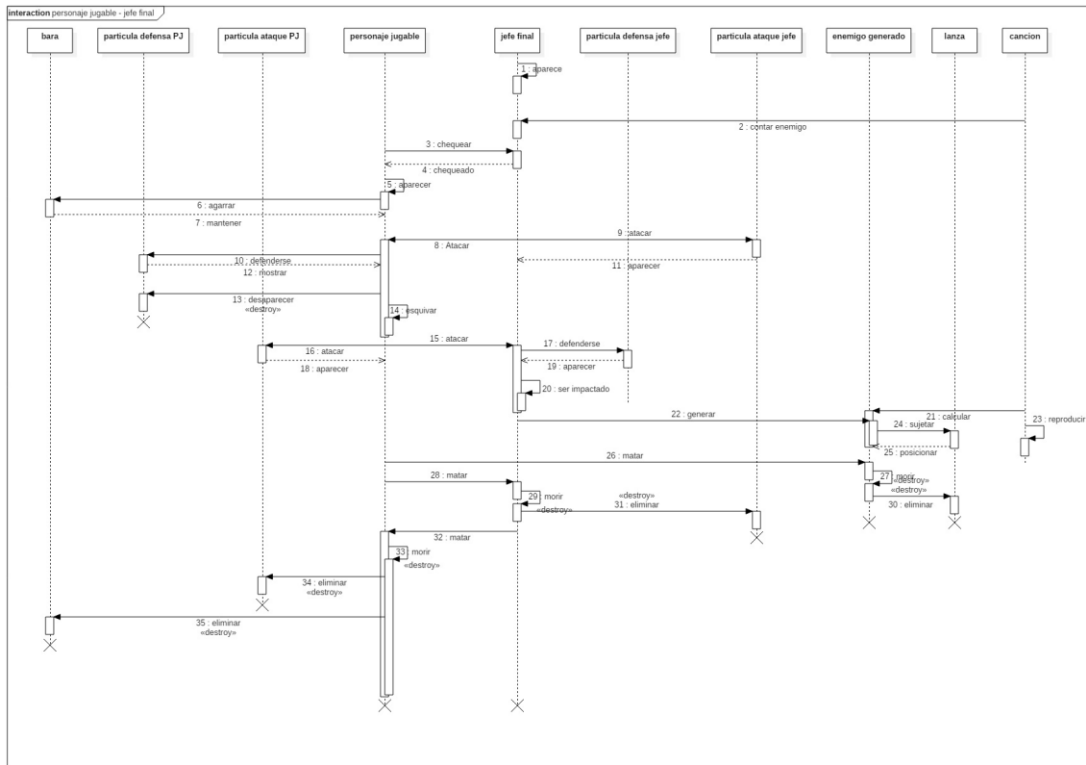 interaction personaje jugable - jefe final
bara
particula defensa PJ
particula ataque PJ
personaje jugable
jefe final
particula defensa jefe
particula ataque jefe
enemigo generado
lanza
cancion
1 : aparece
2 : contar enemigo
3 : chequear
4 : chequeado
5 : aparecer
6 : agarrar
7 : mantener
9 : atacar
8 : Atacar
10 : defenderse
11 : aparecer
12 : mostrar
13 : desaparecer
«destroy»
14 : esquivar
15 : atacar
16 : atacar
17 : defenderse
18 : aparecer
19 : aparecer
20 : ser impactado
22 : generar
21 : calcular
23 : reproducir
24 : sujetar
25 : posicionar
26 : matar
28 : matar
27 : morir
«destroy»
«destroy»
29 : morir
«destroy»
«destroy»
31 : eliminar
30 : eliminar
32 : matar
33 : morir
«destroy»
34 : eliminar
«destroy»
35 : eliminar
«destroy»